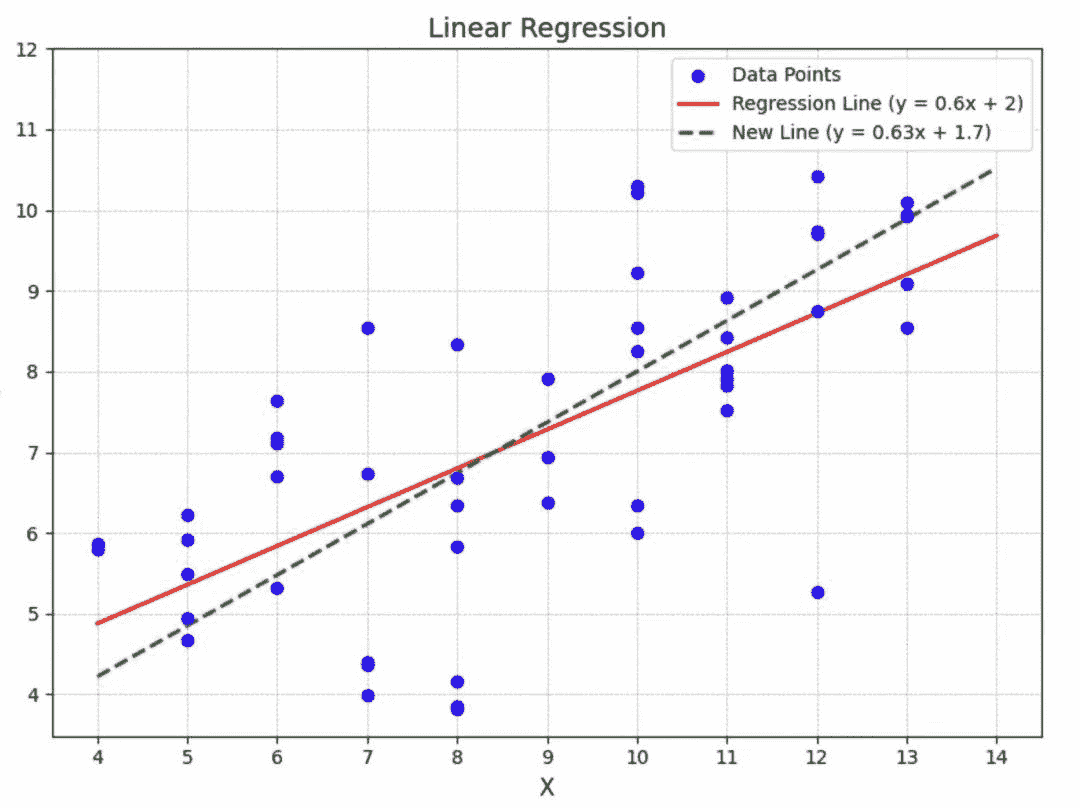 Linear Regression
Data Points
Regression Line (y = 0.6x + 2)
New Line (y = 0.63x + 1.7)
12
11
10
9
8
7
6
5
4
4 5 6 7 8 9 10 11 12 13 14
X